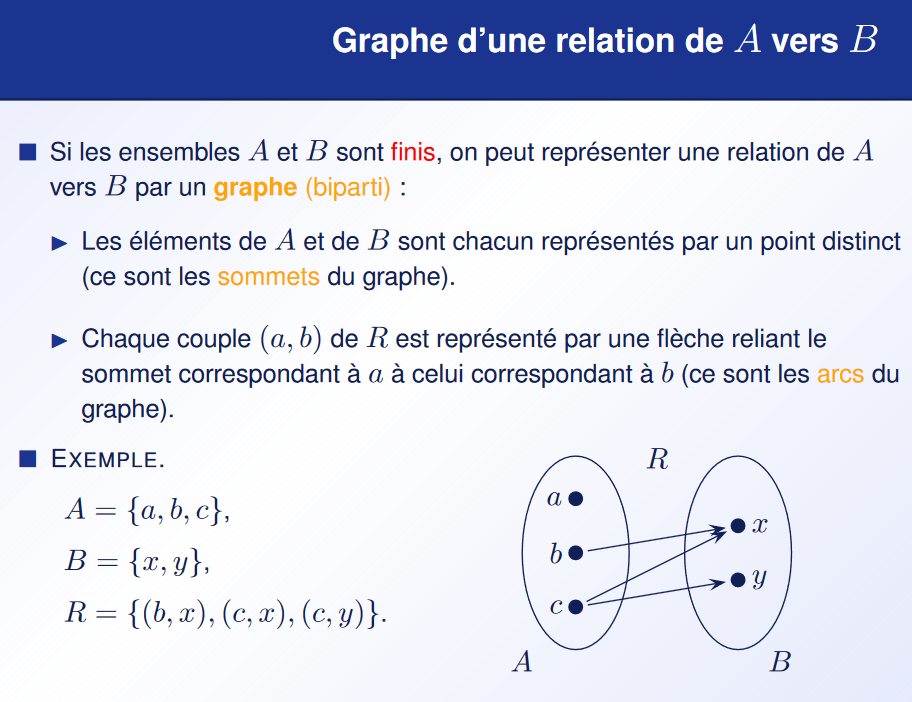 Graphe d'une relation de A vers B
Si les ensembles A et B sont finis, on peut représenter une relation de A
vers B par un graphe (biparti) :
Les éléments de A et de B sont chacun représentés par un point distinct
(ce sont les sommets du graphe).
Chaque couple (a, b) de R est représenté par une flèche reliant le
sommet correspondant à a à celui correspondant à b (ce sont les arcs du
graphe).
EXEMPLE.
A = {a, b, c},
B = {x, y},
R = {(b, x), (c, x), (c, y)}.
R
a
b
c
x
y
A
B